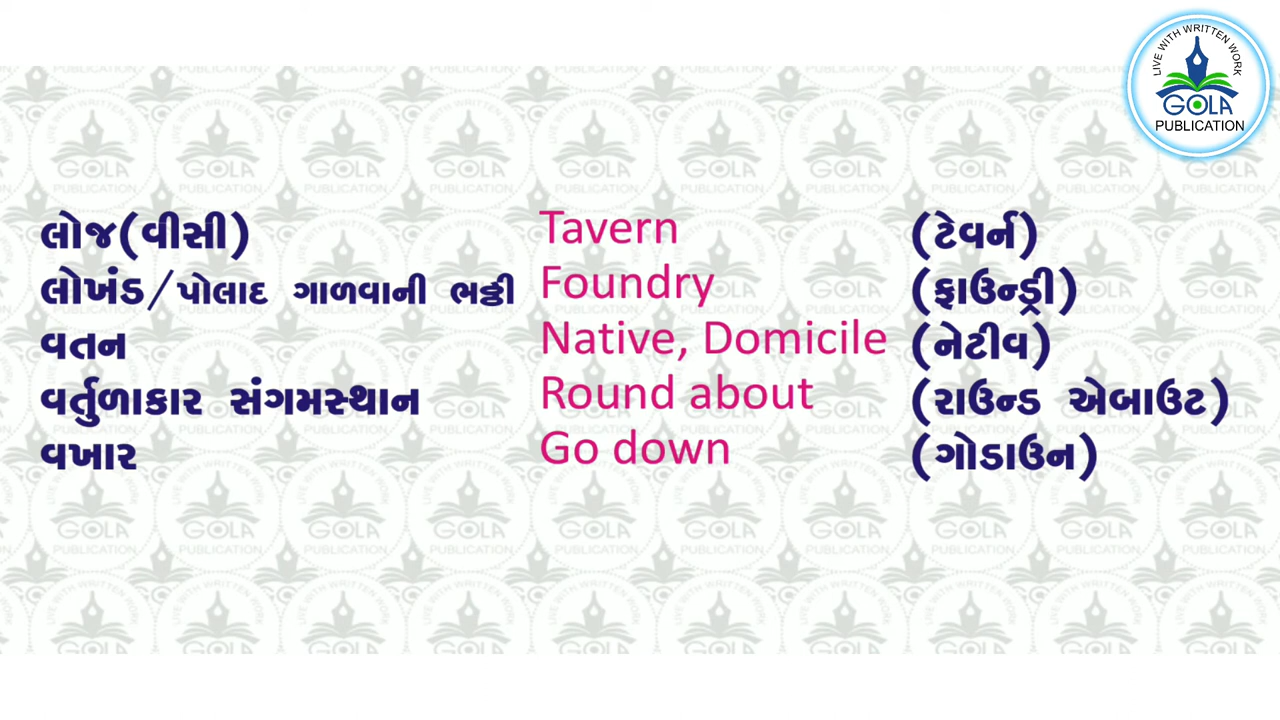 LIVE WITH WRITTEN WORK
GOLA
PUBLICATION
લોજ(વીસી) Tavern (ટેવર્ન)
લોખંડ/પોલાદ ગાળવાની ભઠ્ઠી Foundry (ફાઉન્ડ્રી)
વતન Native, Domicile (નેટીવ)
વર્તુળાકાર સંગમસ્થાન Round about (રાઉન્ડ એબાઉટ)
વખાર Go down (ગોડાઉન)